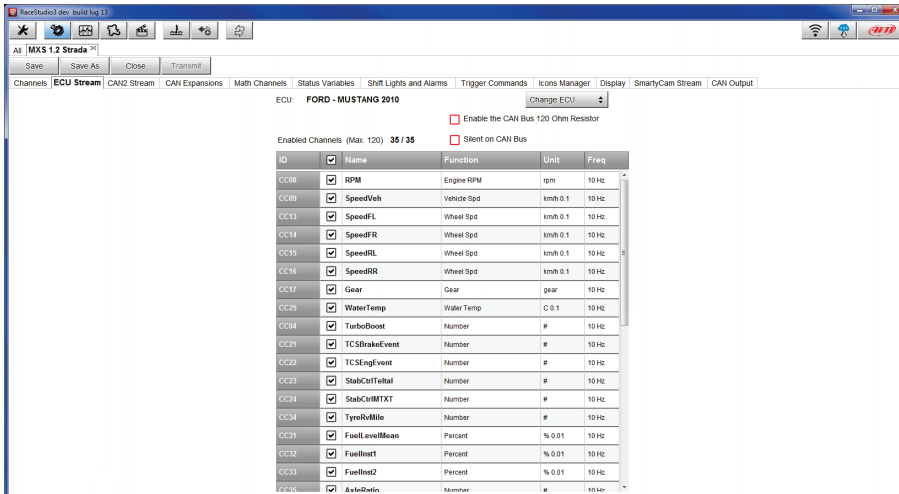 RaceStudio3 dev build lug 13
AiM
All MXS 1.2 Strada
Save Save As Close Transmit
Channels ECU Stream CAN2 Stream CAN Expansions Math Channels Status Variables Shift Lights and Alarms Trigger Commands Icons Manager Display SmartyCam Stream CAN Output
ECU: FORD - MUSTANG 2010 Change ECU
Enable the CAN Bus 120 Ohm Resistor
Enabled Channels (Max. 120) 35 / 35 Silent on CAN Bus
ID Name Function Unit Freq
CC08 RPM Engine RPM rpm 10 Hz
CC09 SpeedVeh Vehicle Spd km/h 0.1 10 Hz
CC13 SpeedFL Wheel Spd km/h 0.1 10 Hz
CC14 SpeedFR Wheel Spd km/h 0.1 10 Hz
CC15 SpeedRL Wheel Spd km/h 0.1 10 Hz
CC16 SpeedRR Wheel Spd km/h 0.1 10 Hz
CC17 Gear Gear gear 10 Hz
CC25 WaterTemp Water Temp C 0.1 10 Hz
CC04 TurboBoost Number # 10 Hz
CC21 TCSBrakeEvent Number # 10 Hz
CC22 TCSEngEvent Number # 10 Hz
CC23 StabCtrlTeltal Number # 10 Hz
CC24 StabCtrlMTXT Number # 10 Hz
CC34 TyreRvMile Number # 10 Hz
CC31 FuelLevelMean Percent % 0.01 10 Hz
CC32 FuelInst1 Percent % 0.01 10 Hz
CC33 FuelInst2 Percent % 0.01 10 Hz
CC35 AxleRatio Number # 10 Hz